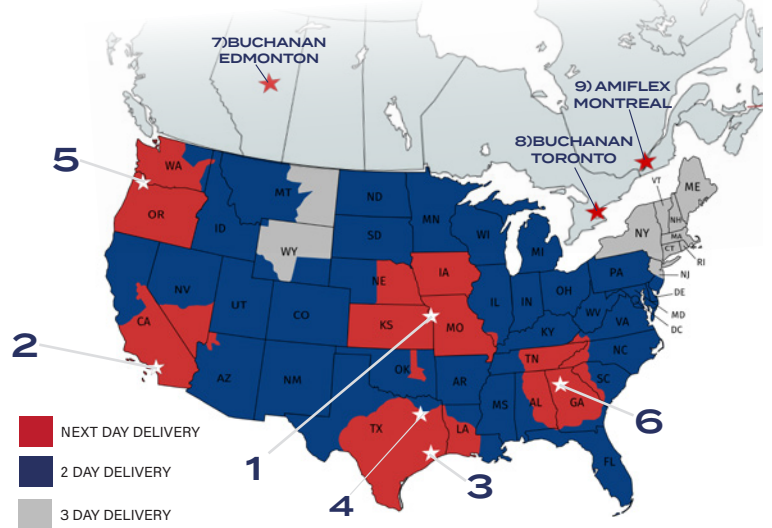 7)BUCHANAN
EDMONTON
9) AMIFLEX
MONTREAL
8)BUCHANAN
TORONTO
5
WA
MT
ND
MN
VT
ME
OR
ID
SD
WI
MI
NY
NH
MA
CT
RI
WY
NE
IA
PA
NJ
NV
UT
CO
KS
MO
IL
IN
OH
WV
VA
DE
MD
DC
KY
2
CA
AZ
NM
OK
AR
TN
NC
SC
MS
AL
GA
TX
LA
FL
6
1
4
3
NEXT DAY DELIVERY
2 DAY DELIVERY
3 DAY DELIVERY